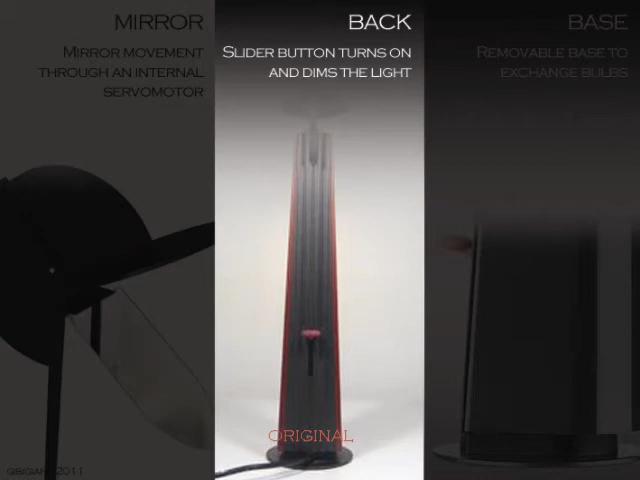 MIRROR
MIRROR MOVEMENT
THROUGH AN INTERNAL
SERVOMOTOR
BACK
SLIDER BUTTON TURNS ON
AND DIMS THE LIGHT
BASE
REMOVABLE BASE TO
EXCHANGE BULBS
ORIGINAL
2011